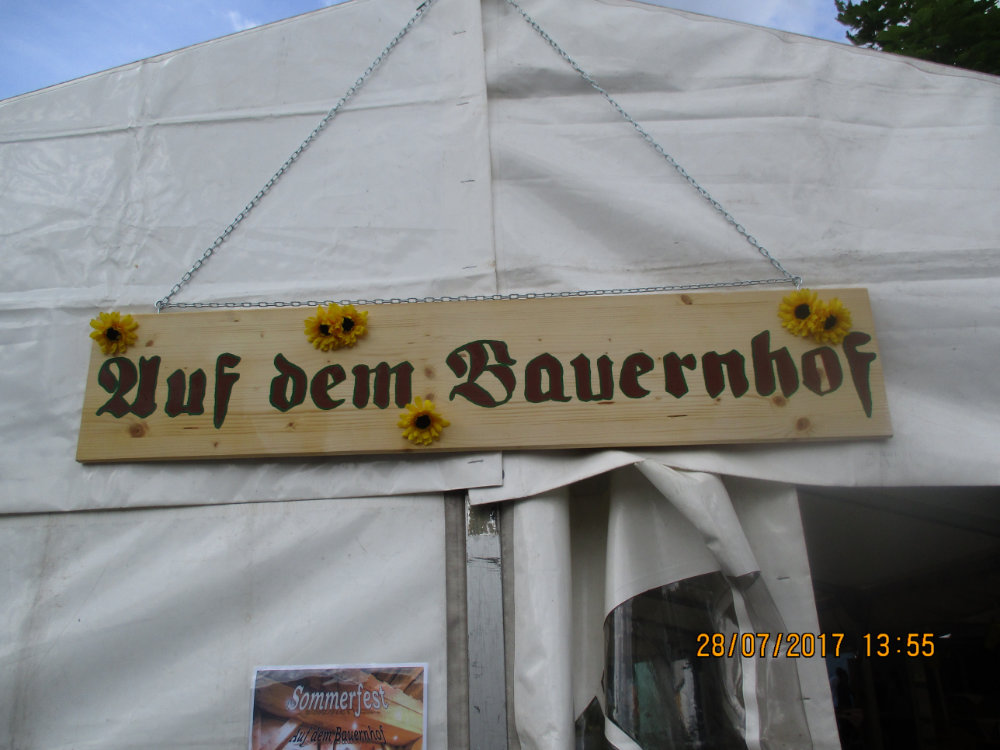 Auf dem Bauernhof
Sommerfest
Auf dem Bauernhof
28/07/2017 13:55